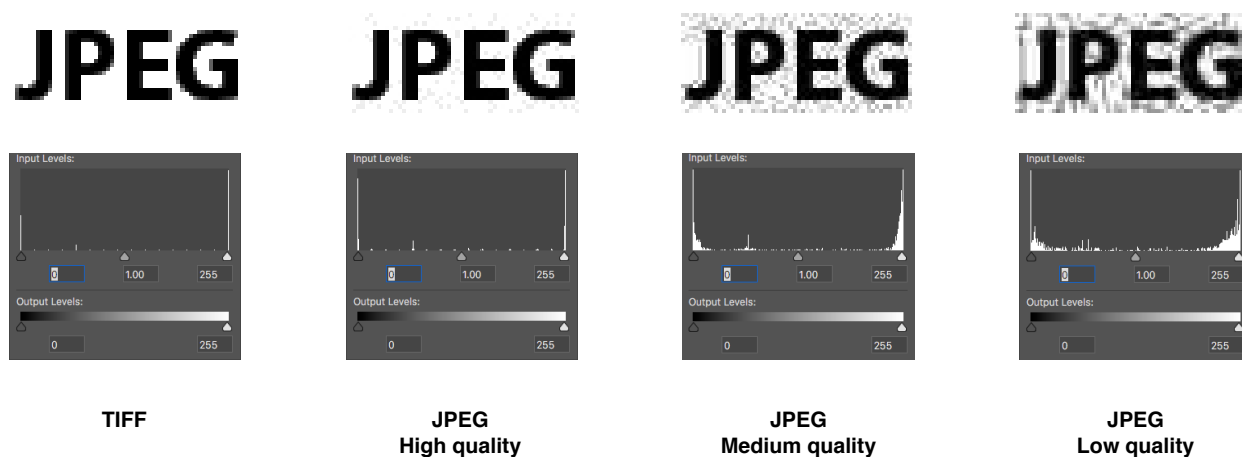 JPEG JPEG JPEG JPEG
Input Levels: Input Levels: Input Levels: Input Levels:
0 1.00 255 0 1.00 255 0 1.00 255 0 1.00 255
Output Levels: Output Levels: Output Levels: Output Levels:
0 255 0 255 0 255 0 255
TIFF JPEG JPEG JPEG
High quality Medium quality Low quality